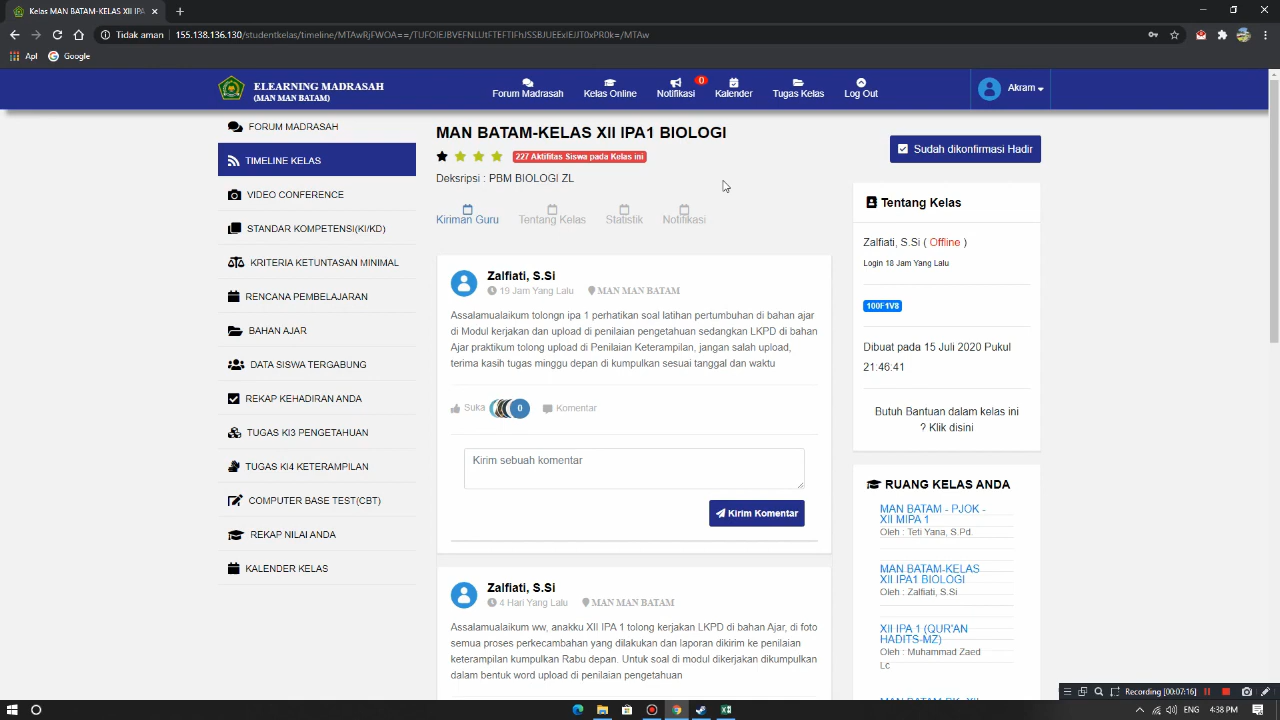 Kelas MAN BATAM-KELAS XII IPA
Tidak aman
155.138.136.130/studentkelas/timeline/
Apl
Google
ELEARNING MADRASAH
(MAN MAN BATAM)
Forum Madrasah
Kelas Online
Notifikasi
0
Kalender
Tugas Kelas
Log Out
Akram
FORUM MADRASAH
TIMELINE KELAS
VIDEO CONFERENCE
STANDAR KOMPETENSI(KI/KD)
KRITERIA KETUNTASAN MINIMAL
RENCANA PEMBELAJARAN
BAHAN AJAR
DATA SISWA TERGABUNG
REKAP KEHADIRAN ANDA
TUGAS KI3 PENGETAHUAN
TUGAS KI4 KETERAMPILAN
COMPUTER BASE TEST(CBT)
REKAP NILAI ANDA
KALENDER KELAS
MAN BATAM-KELAS XII IPA1 BIOLOGI
227 Aktifitas Siswa pada Kelas ini
Deksripsi : PBM BIOLOGI ZL
Kiriman Guru
Tentang Kelas
Statistik
Notifikasi
Zalfiati, S.Si
19 Jam Yang Lalu
MAN MAN BATAM
Assalamualaikum tolongn ipa 1 perhatikan soal latihan pertumbuhan di bahan ajar
di Modul kerjakan dan upload di penilaian pengetahuan sedangkan LKPD di bahan
Ajar praktikum tolong upload di Penilaian Keterampilan, jangan salah upload,
terima kasih tugas minggu depan di kumpulkan sesuai tanggal dan waktu
Suka
0
Komentar
Kirim sebuah komentar
Kirim Komentar
Zalfiati, S.Si
4 Hari Yang Lalu
MAN MAN BATAM
Assalamualaikum ww, anakku XII IPA 1 tolong kerjakan LKPD di bahan Ajar, di foto
semua proses perkecambahan yang dilakukan dan laporan dikirim ke penilaian
keterampilan kumpulkan Rabu depan. Untuk soal di modul dikerjakan dikumpulkan
dalam bentuk word upload di penilaian pengetahuan
Sudah dikonfirmasi Hadir
Tentang Kelas
Zalfiati, S.Si ( Offline )
Login 18 Jam Yang Lalu
100F1V8
Dibuat pada 15 Juli 2020 Pukul
21:46:41
Butuh Bantuan dalam kelas ini
? Klik disini
RUANG KELAS ANDA
MAN BATAM - PJOK -
XII MIPA 1
Oleh : Teti Yana, S.Pd.
MAN BATAM-KELAS
XII IPA1 BIOLOGI
Oleh : Zalfiati, S.Si
XII IPA 1 (QUR'AN
HADITS-MZ)
Oleh : Muhammad Zaed
Lc
Recording [00:07:16]
ENG
4:38 PM